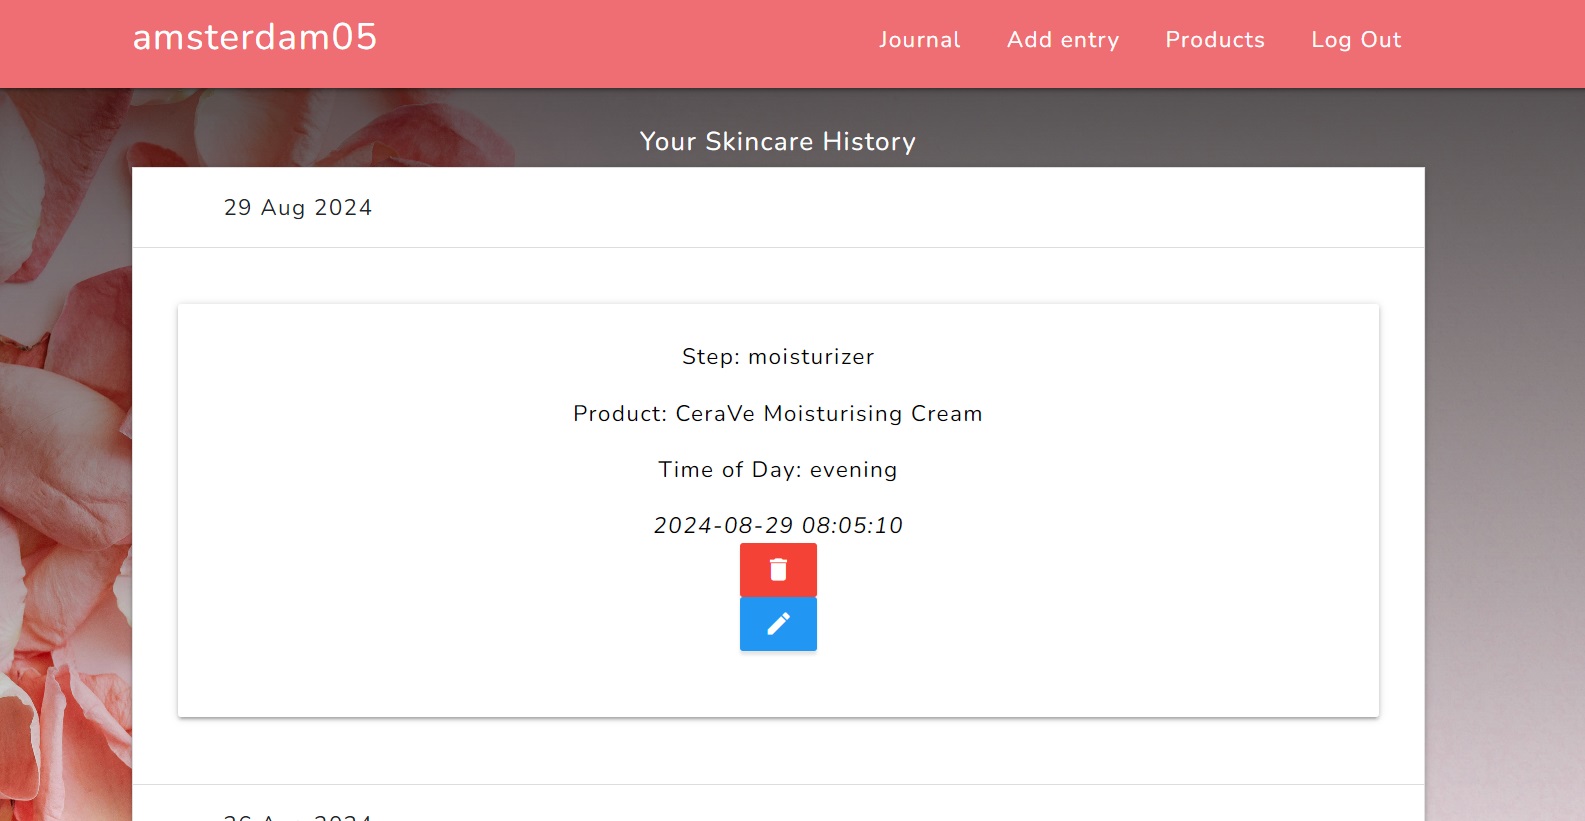 amsterdam05
Journal Add entry Products Log Out
Your Skincare History
29 Aug 2024
Step: moisturizer
Product: CeraVe Moisturising Cream
Time of Day: evening
2024-08-29 08:05:10